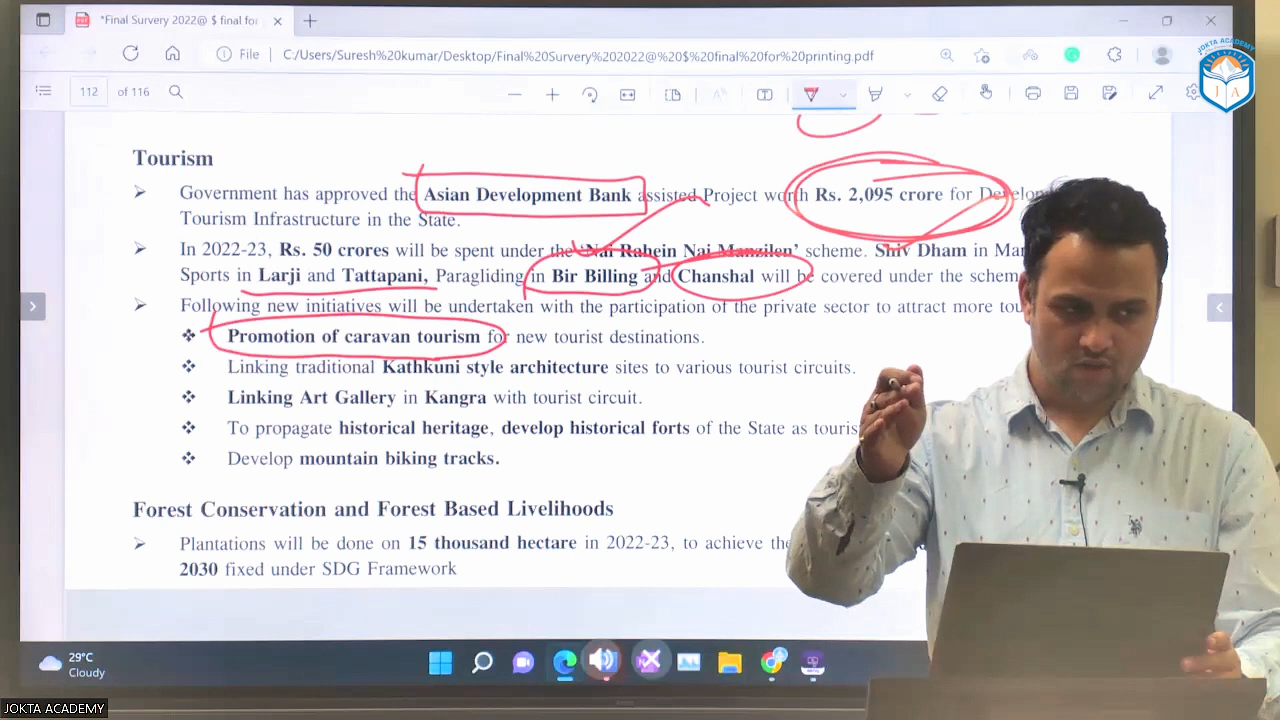 *Final Survery 2022@ $ final for
File
C:/Users/Suresh%20kumar/Desktop/Final%20Survery%202022@%20$%20final%20for%20printing.pdf
JOKTA ACADEMY
J A
112 of 116
Tourism
Government has approved the Asian Development Bank assisted Project worth Rs. 2,095 crore for
Tourism Infrastructure in the State.
In 2022-23, Rs. 50 crores will be spent under the 'Nai Rahein Nai Manzilen' scheme. Shiv Dham in
Sports in Larji and Tattapani, Paragliding in Bir Billing and Chanshal will be covered under the scheme
Following new initiatives will be undertaken with the participation of the private sector to attract more
Promotion of caravan tourism for new tourist destinations.
Linking traditional Kathkuni style architecture sites to various tourist circuits.
Linking Art Gallery in Kangra with tourist circuit.
To propagate historical heritage, develop historical forts of the State as
Develop mountain biking tracks.
Forest Conservation and Forest Based Livelihoods
Plantations will be done on 15 thousand hectare in 2022-23, to achieve the
2030 fixed under SDG Framework
29°C
Cloudy
JOKTA ACADEMY